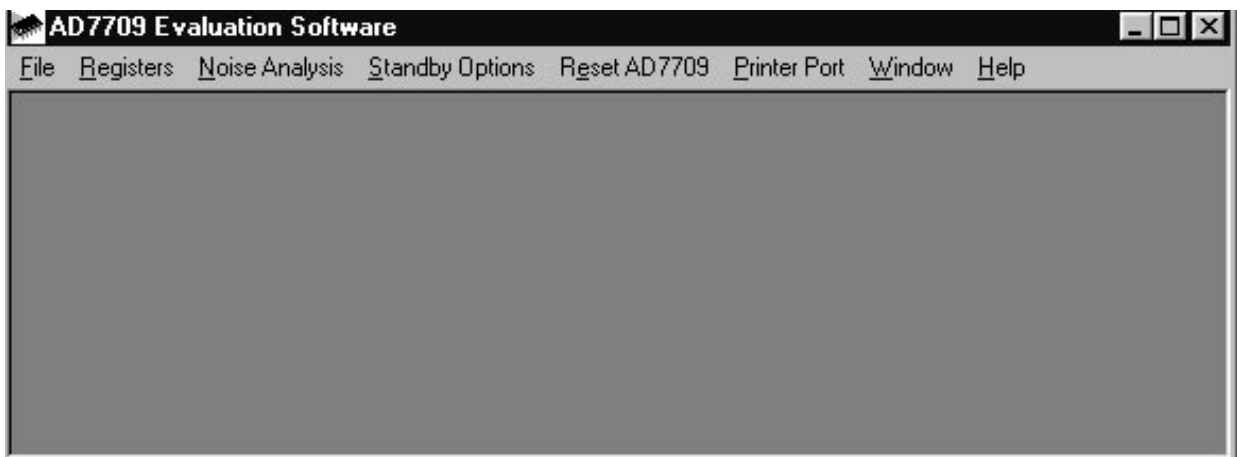 AD7709 Evaluation Software
File Registers Noise Analysis Standby Options Reset AD7709 Printer Port Window Help